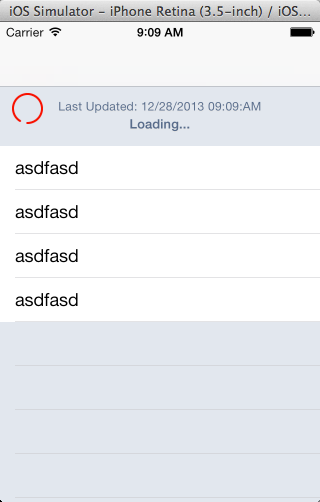 iOS Simulator - iPhone Retina (3.5-inch) / iOS...
Carrier 9:09 AM
Last Updated: 12/28/2013 09:09:AM
Loading...
asdfasd
asdfasd
asdfasd
asdfasd